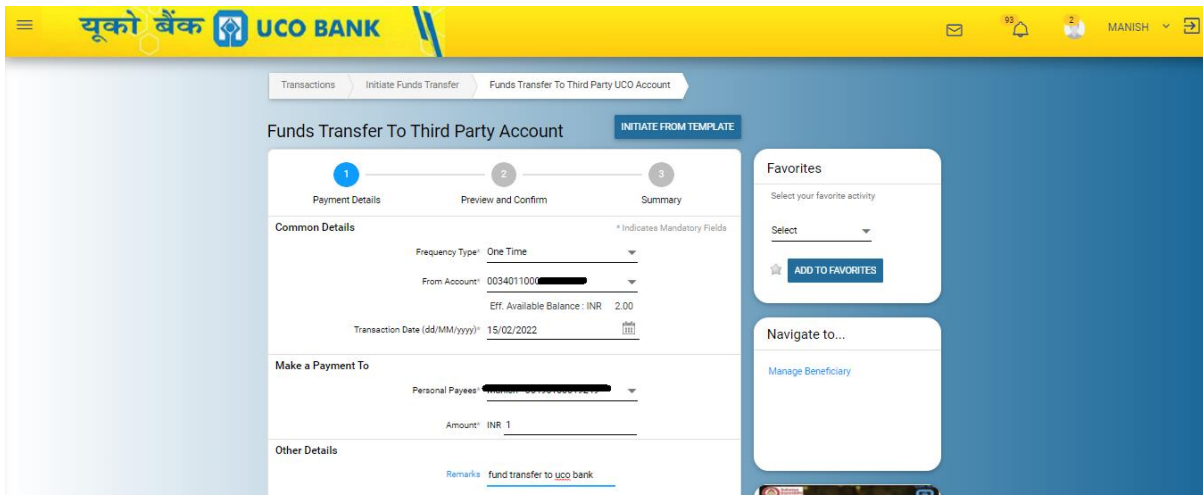 यूको बैंक UCO BANK
93
2
MANISH
Transactions Initiate Funds Transfer Funds Transfer To Third Party UCO Account
Funds Transfer To Third Party Account
INITIATE FROM TEMPLATE
1 2 3
Payment Details Preview and Confirm Summary
Common Details * Indicates Mandatory Fields
Frequency Type* One Time
From Account* 0034011000
Eff. Available Balance : INR 2.00
Transaction Date (dd/MM/yyyy)* 15/02/2022
Make a Payment To
Personal Payees*
Amount* INR 1
Other Details
Remarks fund transfer to uco bank
Favorites
Select your favorite activity
Select
ADD TO FAVORITES
Navigate to...
Manage Beneficiary